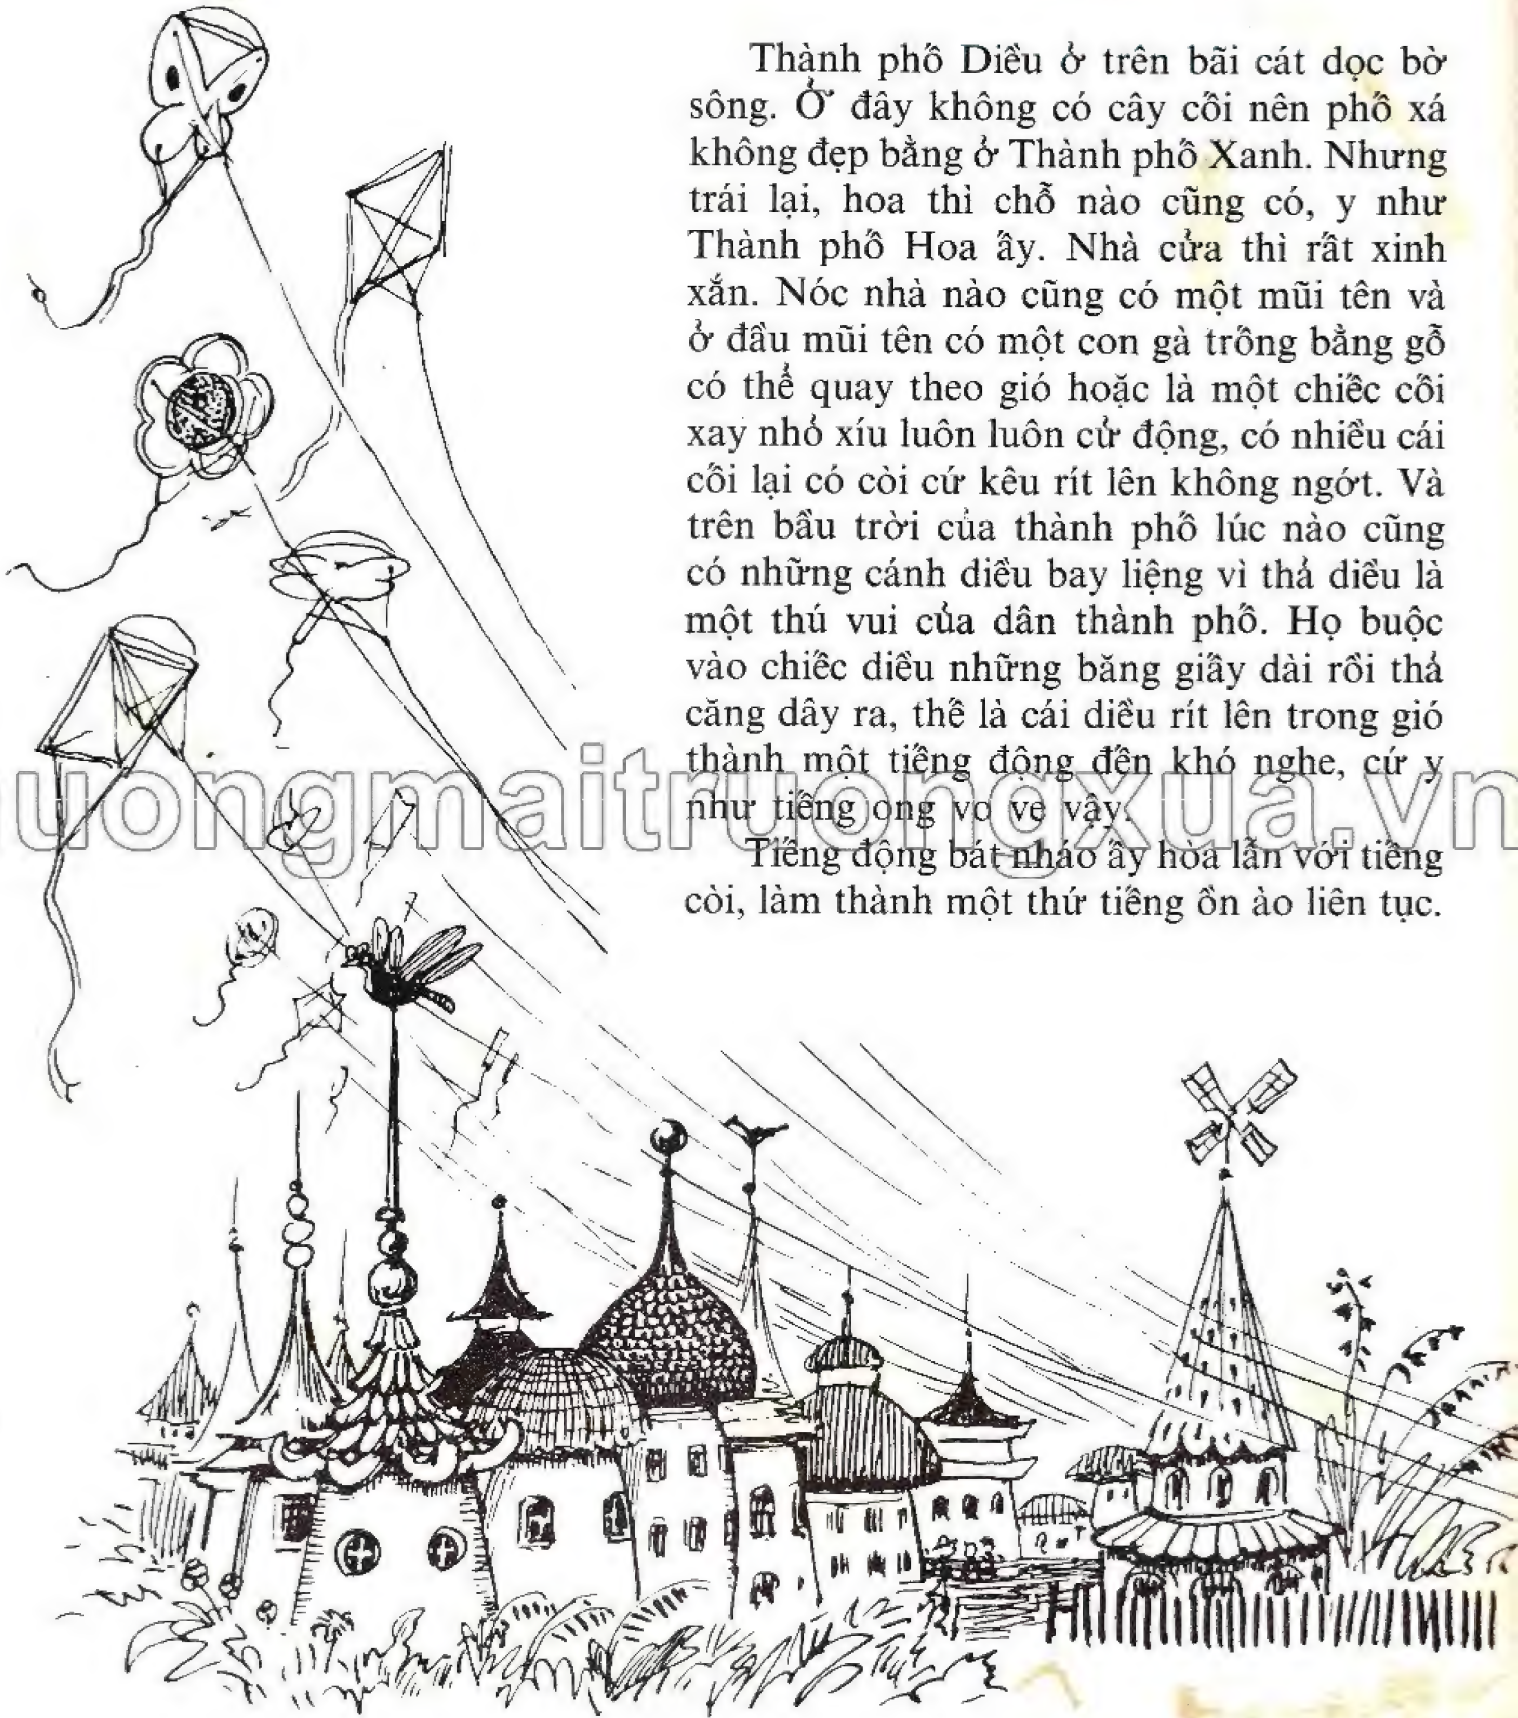 Thành phố Diều ở trên bãi cát dọc bờ
sông. Ở đây không có cây cối nên phố xá
không đẹp bằng ở Thành phố Xanh. Nhưng
trái lại, hoa thì chỗ nào cũng có, y như
Thành phố Hoa ấy. Nhà cửa thì rất xinh
xắn. Nóc nhà nào cũng có một mũi tên và
ở đầu mũi tên có một con gà trống bằng gỗ
có thể quay theo gió hoặc là một chiếc cối
xay nhỏ xíu luôn luôn cử động, có nhiều cái
cối lại có còi cứ kêu rít lên không ngớt. Và
trên bầu trời của thành phố lúc nào cũng
có những cánh diều bay liệng vì thả diều là
một thú vui của dân thành phố. Họ buộc
vào chiếc diều những băng giấy dài rồi thả
căng dây ra, thế là cái diều rít lên trong gió
thành một tiếng động đến khó nghe, cứ y
như tiếng ong vo ve vậy.
Tiếng động bát nháo ấy hòa lẫn với tiếng
còi, làm thành một thứ tiếng ồn ào liên tục.
uongmaitruongxua.vn